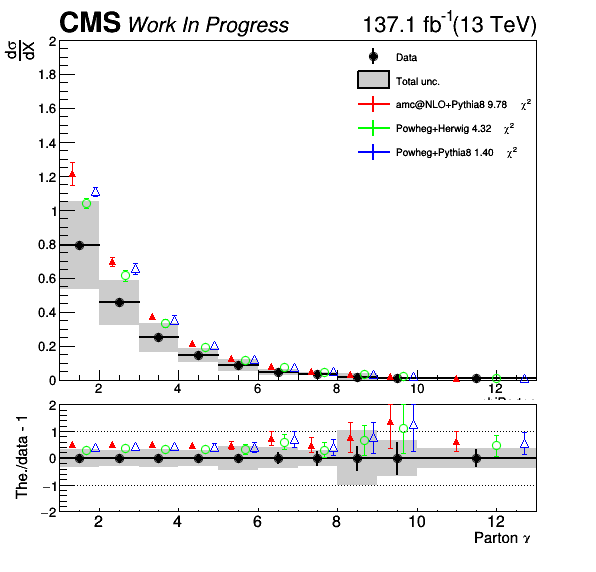 CMS Work In Progress 137.1 fb-1(13 TeV)
dσ
dX
2
1.8
1.6
1.4
1.2
1
0.8
0.6
0.4
0.2
0
Data
Total unc.
amc@NLO+Pythia8 9.78 χ²
Powheg+Herwig 4.32 χ²
Powheg+Pythia8 1.40 χ²
2 4 6 8 10 12
The./data - 1
2
1
0
−1
−2
2 4 6 8 10 12
Parton γ